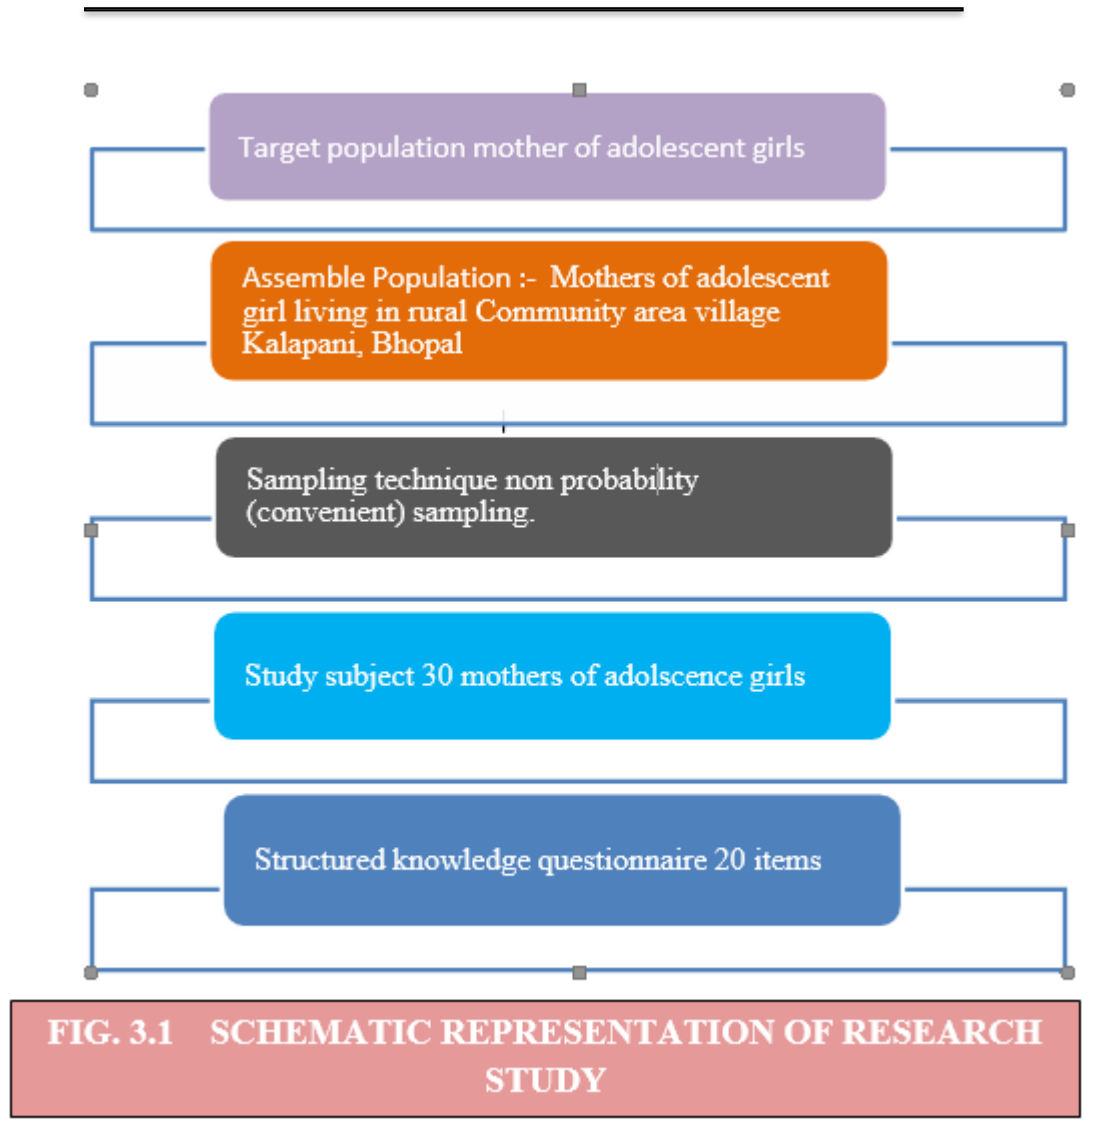 Target population mother of adolescent girls
Assemble Population :-  Mothers of adolescent
girl living in rural Community area village
Kalapani, Bhopal
Sampling technique non probability
(convenient) sampling.
Study subject 30 mothers of adolscence girls
Structured knowledge questionnaire 20 items
FIG. 3.1    SCHEMATIC REPRESENTATION OF RESEARCH
STUDY